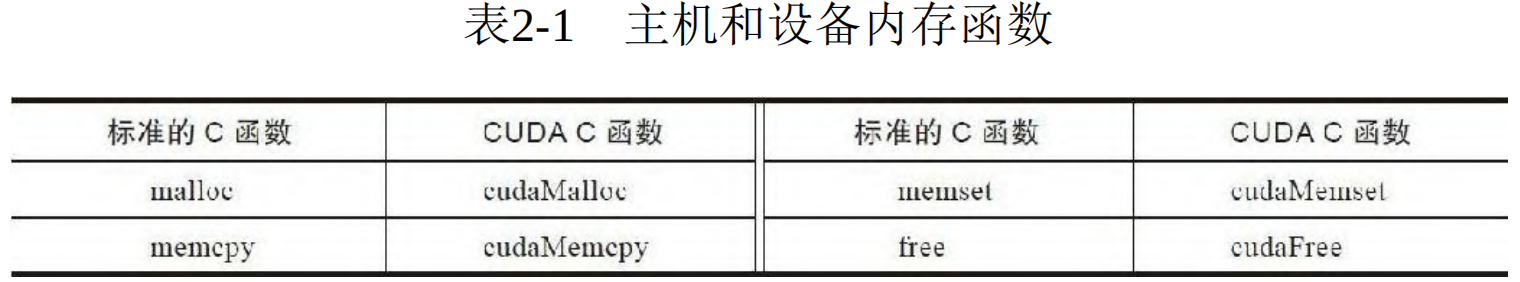 表2-1 主机和设备内存函数
标准的 C 函数 CUDA C 函数 标准的 C 函数 CUDA C 函数
malloc cudaMalloc memset cudaMemset
memcpy cudaMemcpy free cudaFree